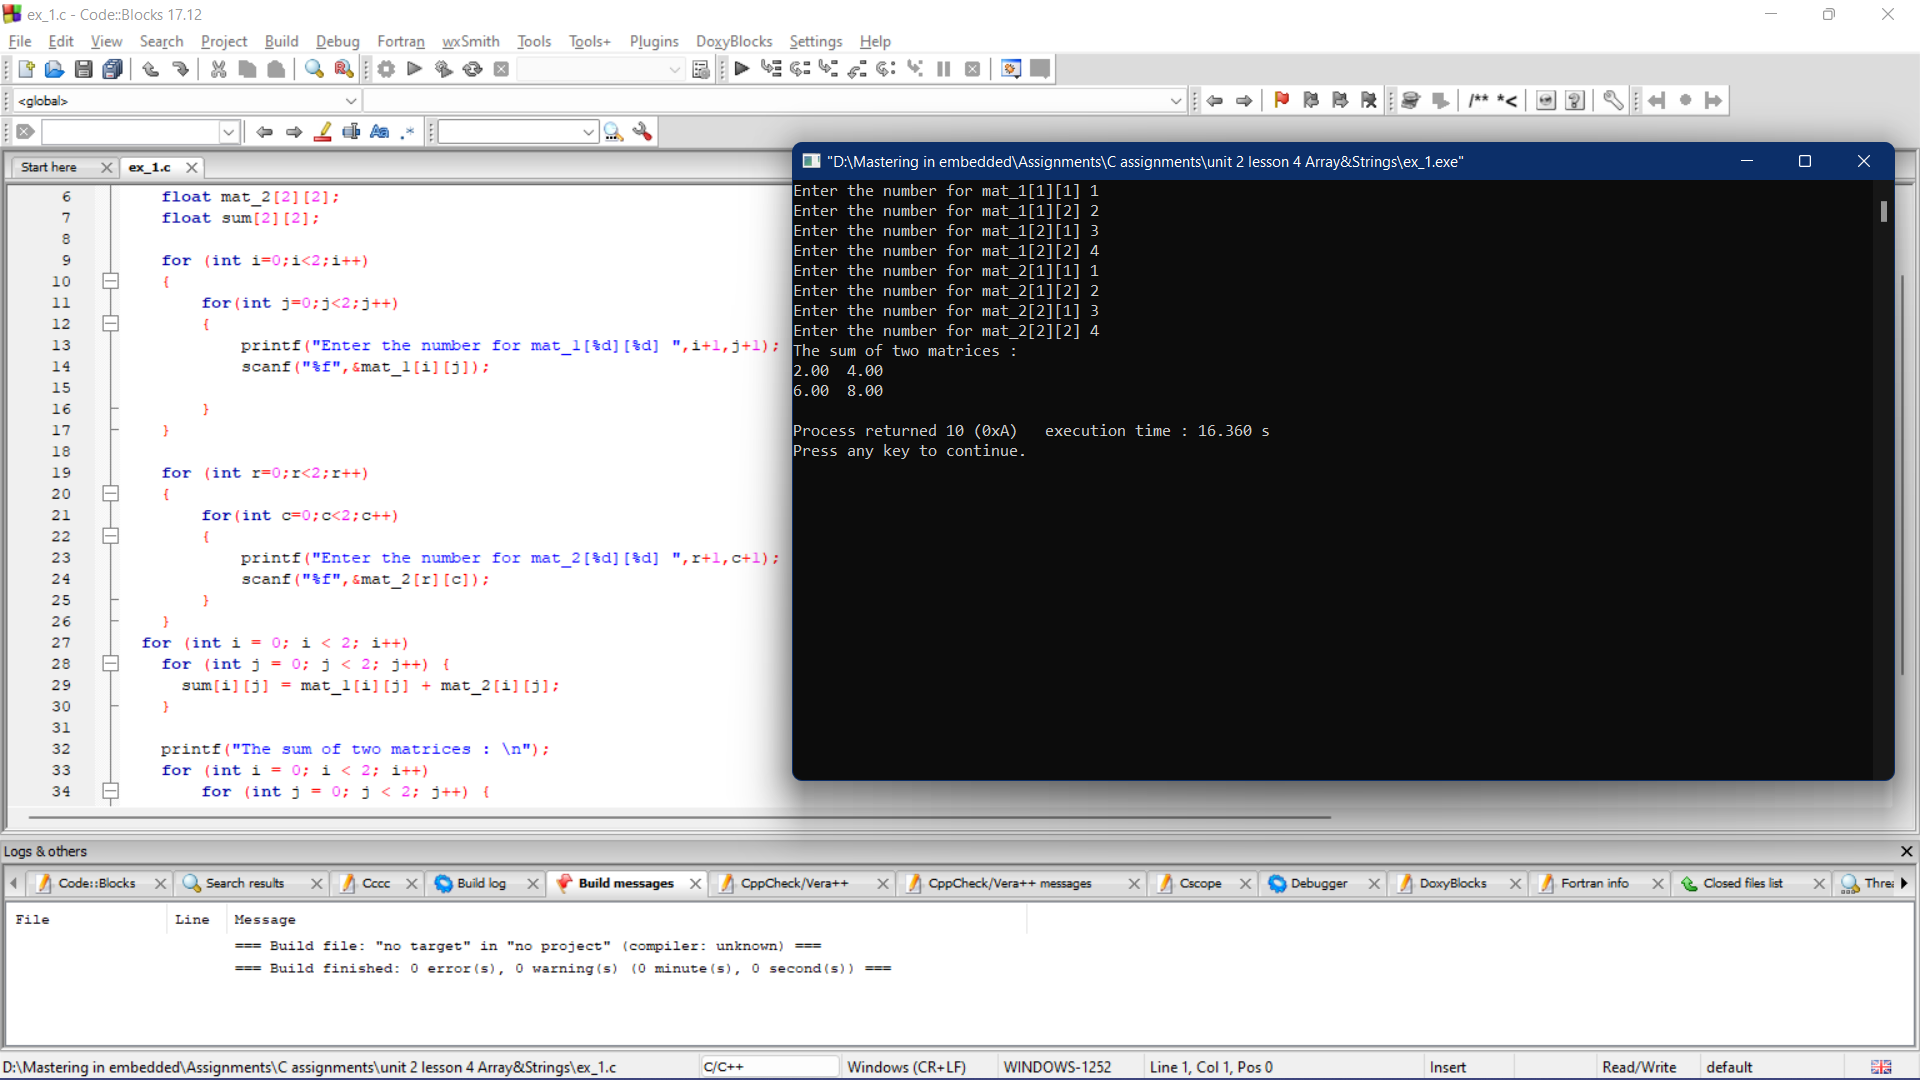 ex_1.c - Code::Blocks 17.12
File Edit View Search Project Build Debug Fortran wxSmith Tools Tools+ Plugins DoxyBlocks Settings Help
<global>
/** *<
Aa .*
Start here ex_1.c
6 float mat_2[2][2];
7 float sum[2][2];
8
9 for (int i=0;i<2;i++)
10 {
11 for(int j=0;j<2;j++)
12 {
13 printf("Enter the number for mat_1[%d][%d] ",i+1,j+1);
14 scanf("%f",&mat_1[i][j]);
15
16 }
17 }
18
19 for (int r=0;r<2;r++)
20 {
21 for(int c=0;c<2;c++)
22 {
23 printf("Enter the number for mat_2[%d][%d] ",r+1,c+1);
24 scanf("%f",&mat_2[r][c]);
25 }
26 }
27 for (int i = 0; i < 2; i++)
28 for (int j = 0; j < 2; j++) {
29 sum[i][j] = mat_1[i][j] + mat_2[i][j];
30 }
31
32 printf("The sum of two matrices : \n");
33 for (int i = 0; i < 2; i++)
34 for (int j = 0; j < 2; j++) {
"D:\Mastering in embedded\Assignments\C assignments\unit 2 lesson 4 Array&Strings\ex_1.exe"
Enter the number for mat_1[1][1] 1
Enter the number for mat_1[1][2] 2
Enter the number for mat_1[2][1] 3
Enter the number for mat_1[2][2] 4
Enter the number for mat_2[1][1] 1
Enter the number for mat_2[1][2] 2
Enter the number for mat_2[2][1] 3
Enter the number for mat_2[2][2] 4
The sum of two matrices :
2.00 4.00
6.00 8.00
Process returned 10 (0xA) execution time : 16.360 s
Press any key to continue.
Logs & others
Code::Blocks Search results Cccc Build log Build messages CppCheck/Vera++ CppCheck/Vera++ messages Cscope Debugger DoxyBlocks Fortran info Closed files list Threa
File Line Message
=== Build file: "no target" in "no project" (compiler: unknown) ===
=== Build finished: 0 error(s), 0 warning(s) (0 minute(s), 0 second(s)) ===
D:\Mastering in embedded\Assignments\C assignments\unit 2 lesson 4 Array&Strings\ex_1.c C/C++ Windows (CR+LF) WINDOWS-1252 Line 1, Col 1, Pos 0 Insert Read/Write default